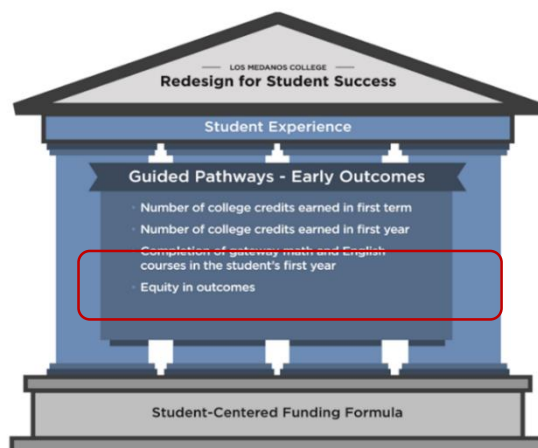 LOS MEDANOS COLLEGE
Redesign for Student Success
Student Experience
Guided Pathways - Early Outcomes
· Number of college credits earned in first term
· Number of college credits earned in first year
· Completion of gateway math and English
courses in the student's first year
· Equity in outcomes
Student-Centered Funding Formula